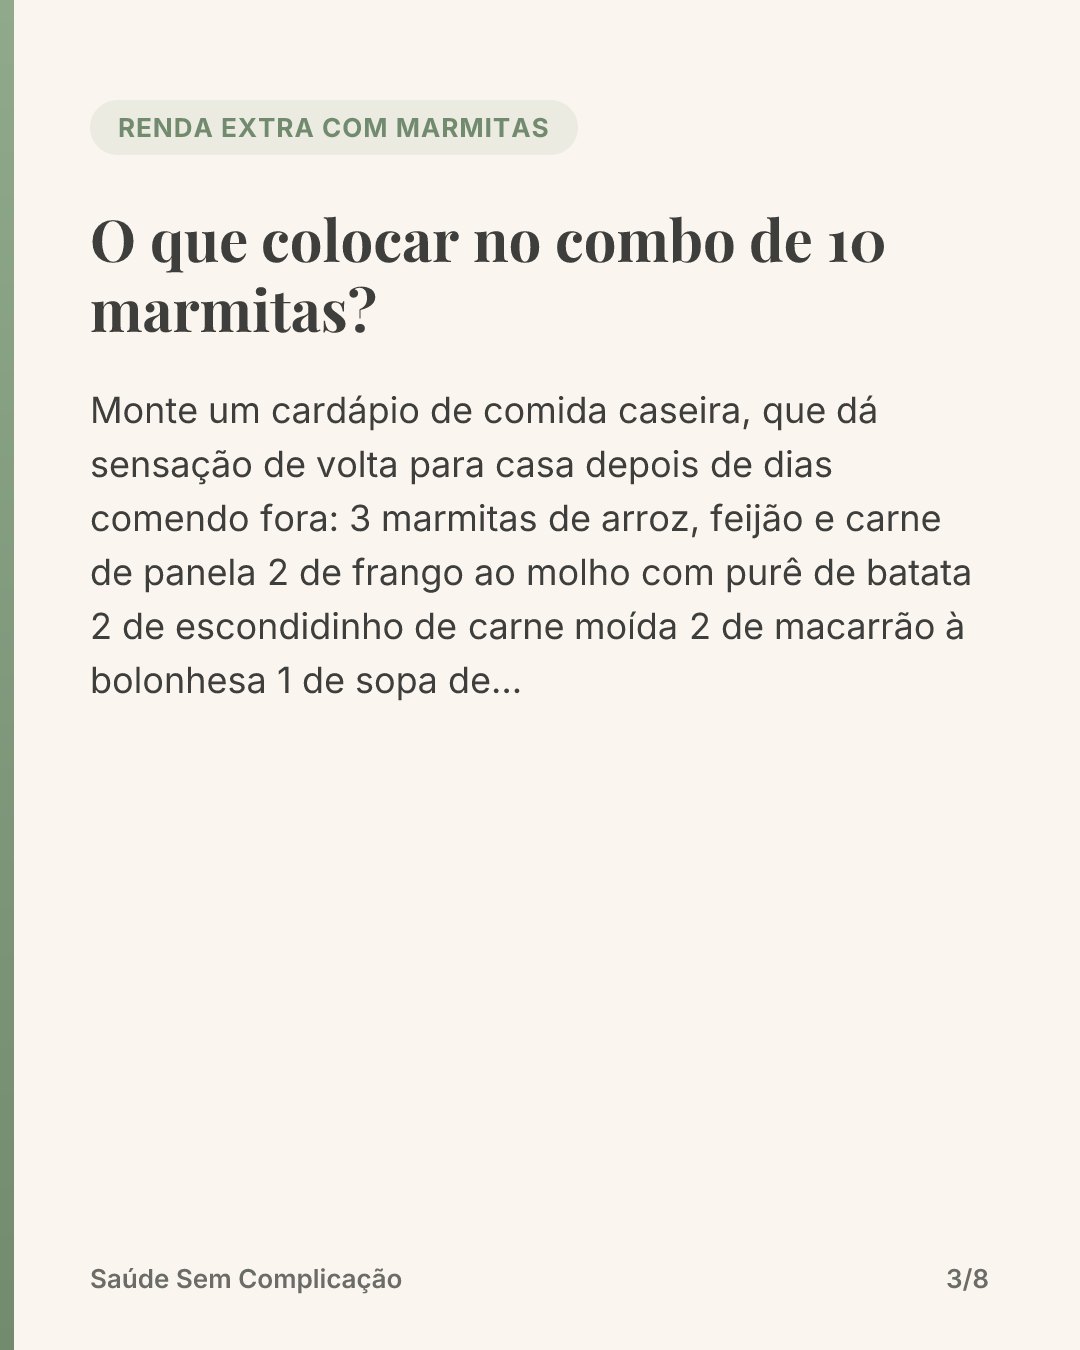 RENDA EXTRA COM MARMITAS
O que colocar no combo de 10
marmitas?
Monte um cardápio de comida caseira, que dá
sensação de volta para casa depois de dias
comendo fora: 3 marmitas de arroz, feijão e carne
de panela 2 de frango ao molho com purê de batata
2 de escondidinho de carne moída 2 de macarrão à
bolonhesa 1 de sopa de...
Saúde Sem Complicação
3/8